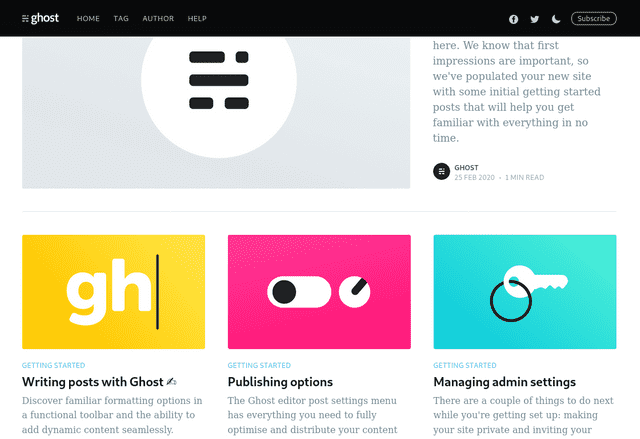 ghost HOME TAG AUTHOR HELP Subscribe
here. We know that first
impressions are important, so
we've populated your new site
with some initial getting started
posts that will help you get
familiar with everything in no
time.
GHOST
25 FEB 2020 • 1 MIN READ
gh
GETTING STARTED
Writing posts with Ghost ✍
Discover familiar formatting options in
a functional toolbar and the ability to
add dynamic content seamlessly.
GETTING STARTED
Publishing options
The Ghost editor post settings menu
has everything you need to fully
optimise and distribute your content
GETTING STARTED
Managing admin settings
There are a couple of things to do next
while you're getting set up: making
your site private and inviting your